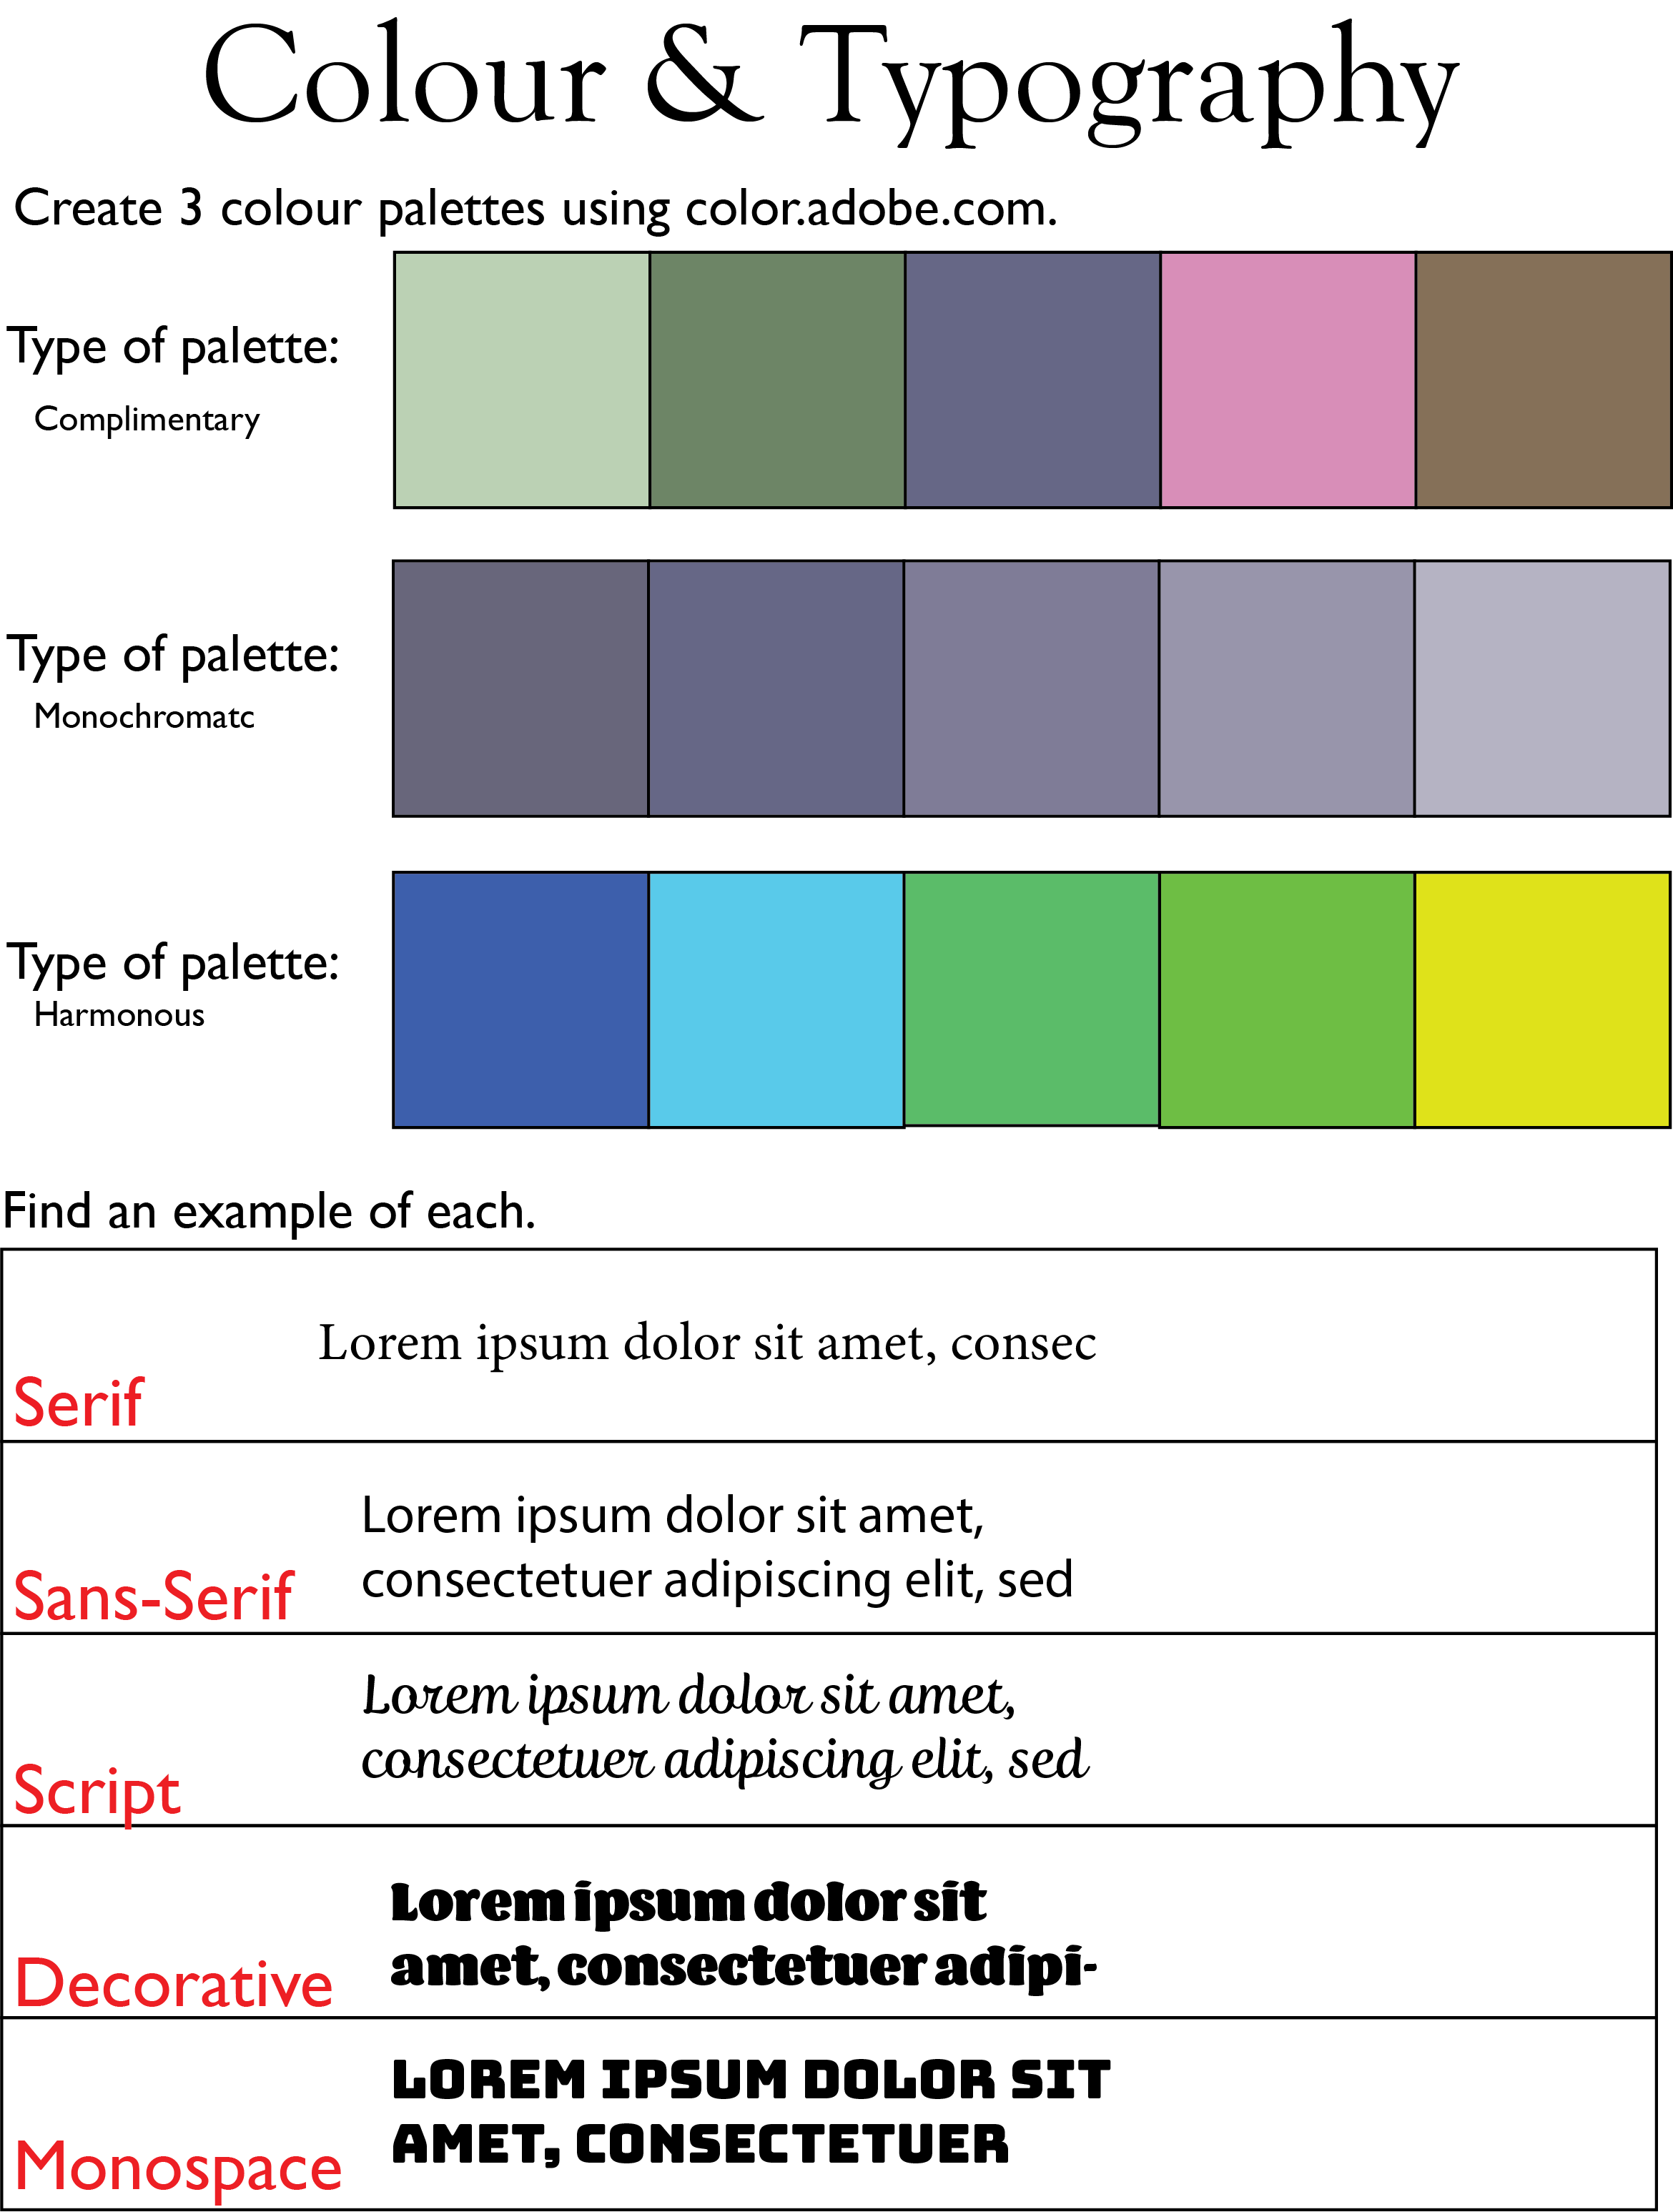 Colour & Typography
Create 3 colour palettes using color.adobe.com.
Type of palette:
Complimentary
Type of palette:
Monochromatc
Type of palette:
Harmonous
Find an example of each.
Lorem ipsum dolor sit amet, consec
Serif
Lorem ipsum dolor sit amet,
consectetuer adipiscing elit, sed
Sans-Serif
Lorem ipsum dolor sit amet,
consectetuer adipiscing elit, sed
Script
Lorem ipsum dolor sit
amet, consectetuer adipi-
Decorative
LOREM IPSUM DOLOR SIT
AMET, CONSECTETUER
Monospace